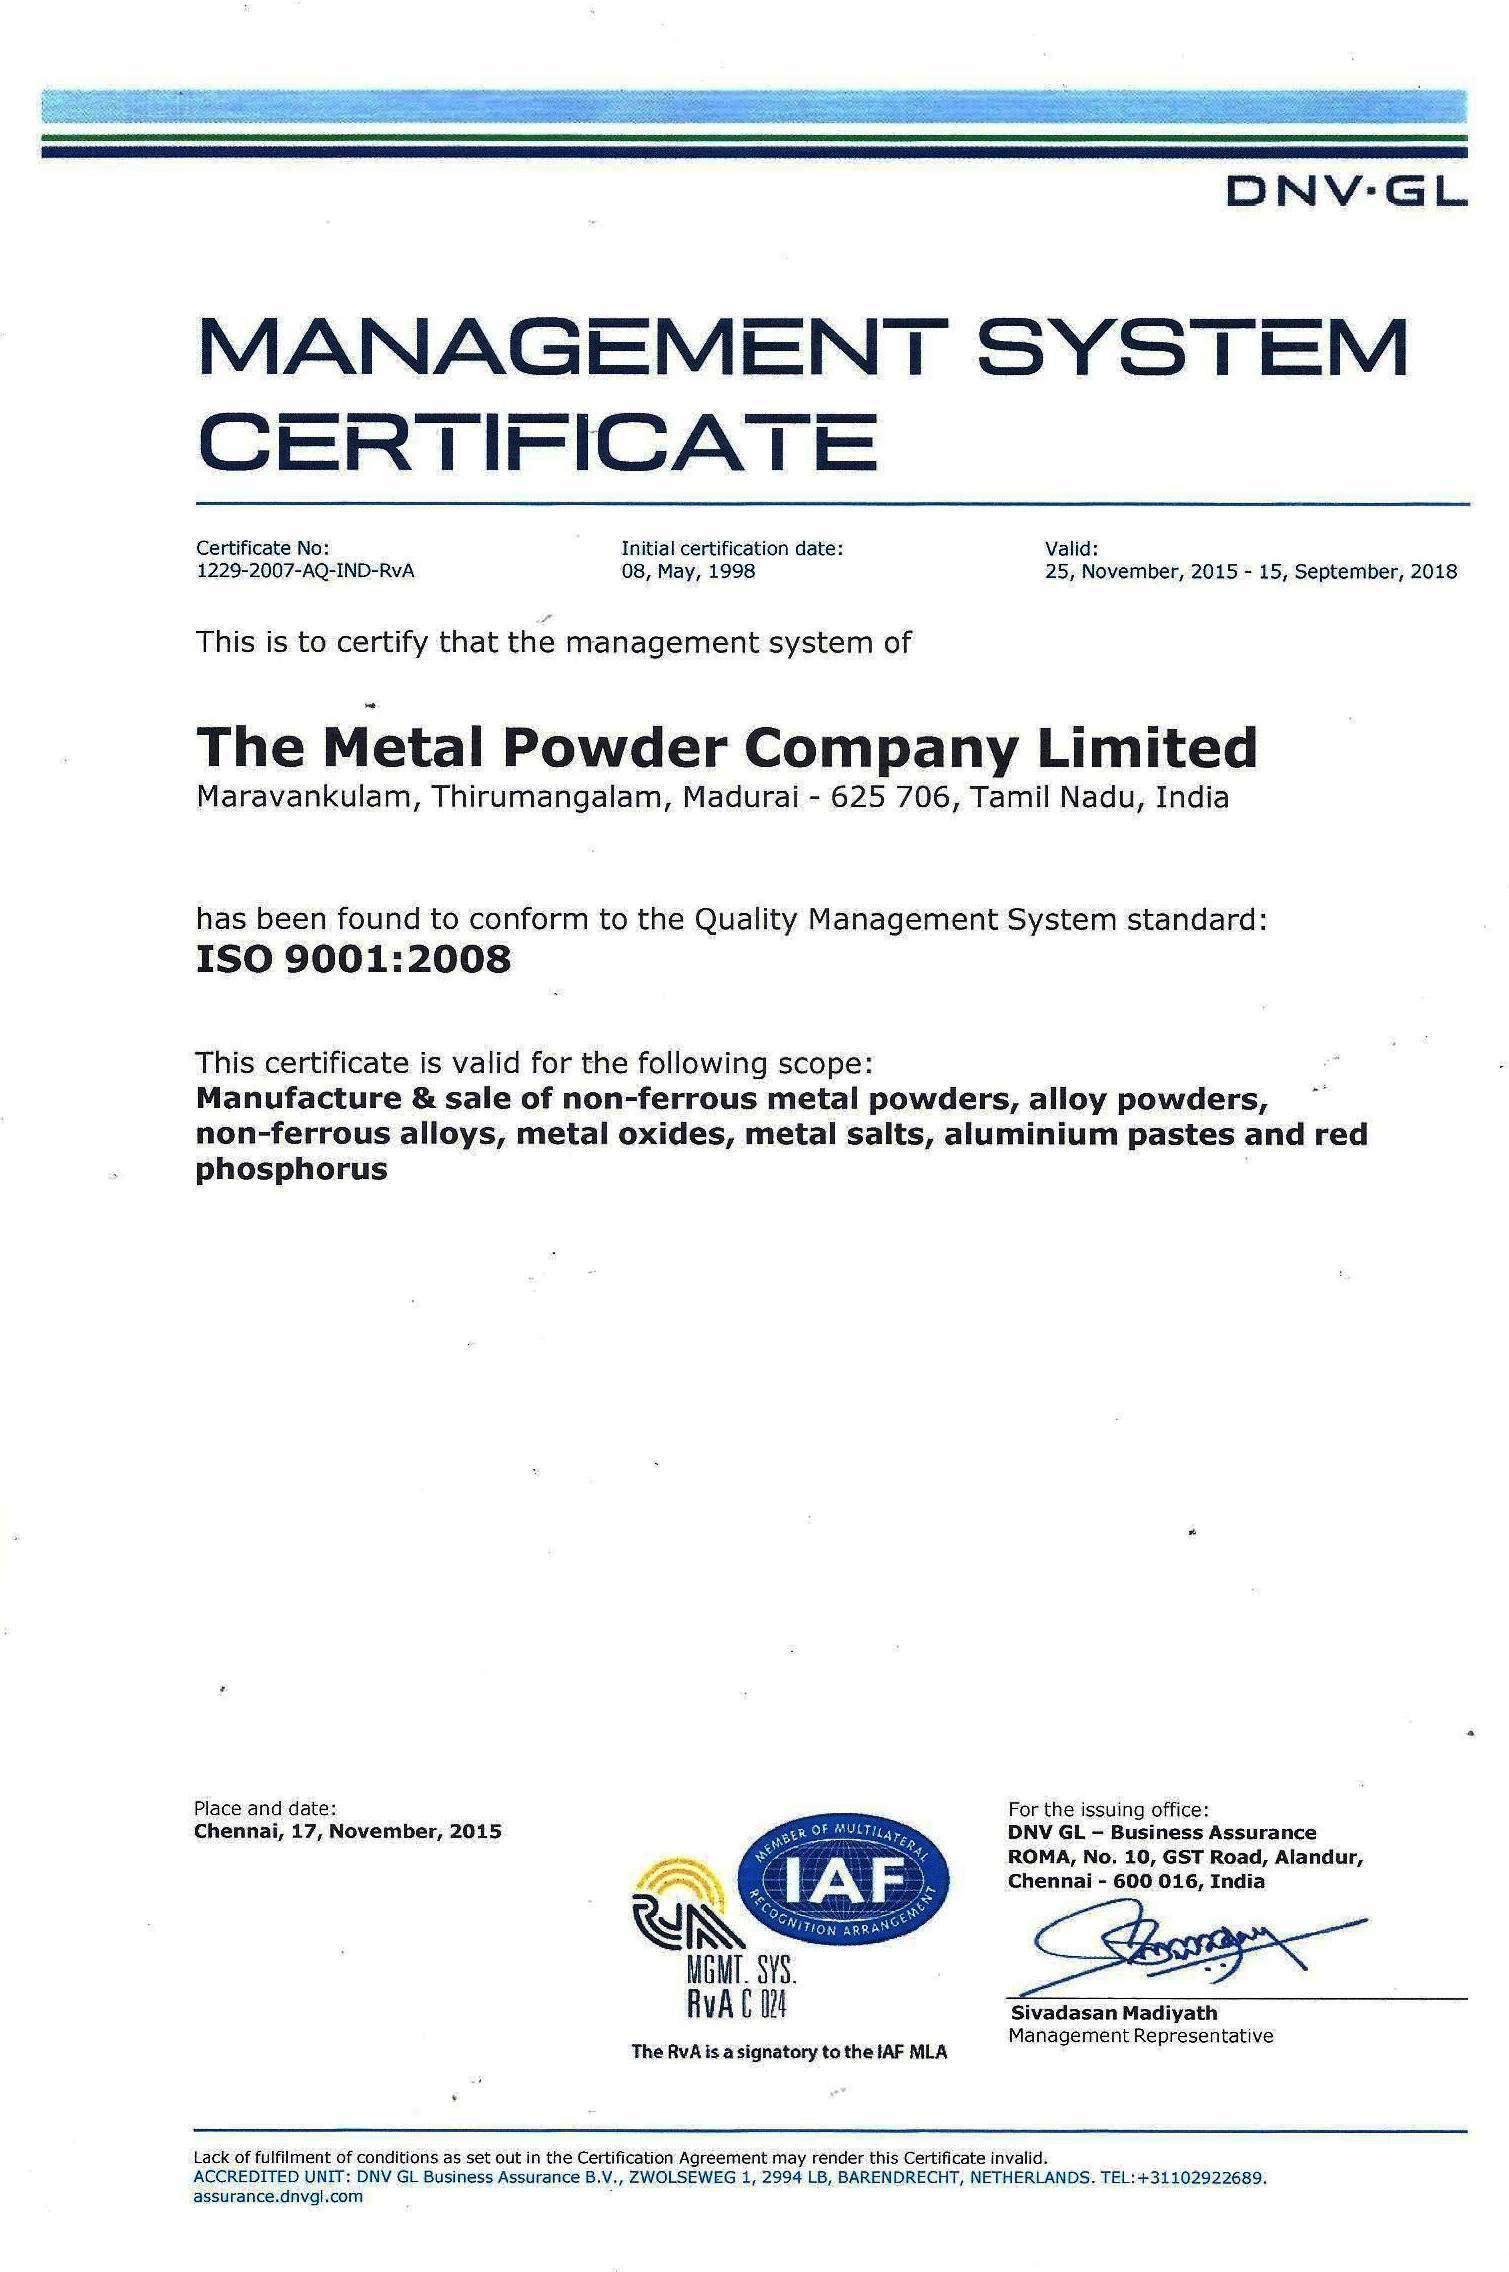 DNV·GL
MANAGEMENT SYSTEM
CERTIFICATE
Certificate No:
1229-2007-AQ-IND-RvA
Initial certification date:
08, May, 1998
Valid:
25, November, 2015 - 15, September, 2018
This is to certify that the management system of
The Metal Powder Company Limited
Maravankulam, Thirumangalam, Madurai - 625 706, Tamil Nadu, India
has been found to conform to the Quality Management System standard:
ISO 9001:2008
This certificate is valid for the following scope:
Manufacture & sale of non-ferrous metal powders, alloy powders,
non-ferrous alloys, metal oxides, metal salts, aluminium pastes and red
phosphorus
Place and date:
Chennai, 17, November, 2015
MEMBER OF MULTILATERAL
IAF
RECOGNITION ARRANGEMENT
RvA
MGMT. SYS.
RvA C 024
The RvA is a signatory to the IAF MLA
For the issuing office:
DNV GL – Business Assurance
ROMA, No. 10, GST Road, Alandur,
Chennai - 600 016, India
Sivadasan Madiyath
Management Representative
Lack of fulfilment of conditions as set out in the Certification Agreement may render this Certificate invalid.
ACCREDITED UNIT: DNV GL Business Assurance B.V., ZWOLSEWEG 1, 2994 LB, BARENDRECHT, NETHERLANDS. TEL:+31102922689.
assurance.dnvgl.com